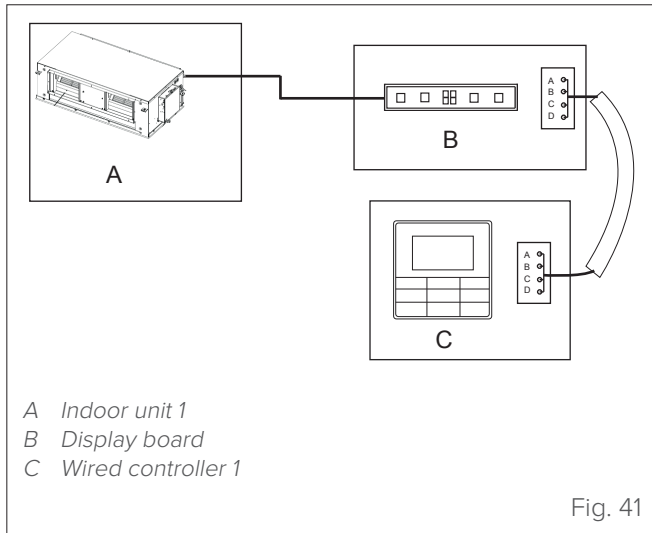 A
B
A
B
C
D
C
A
B
C
D
A Indoor unit 1
B Display board
C Wired controller 1
Fig. 41